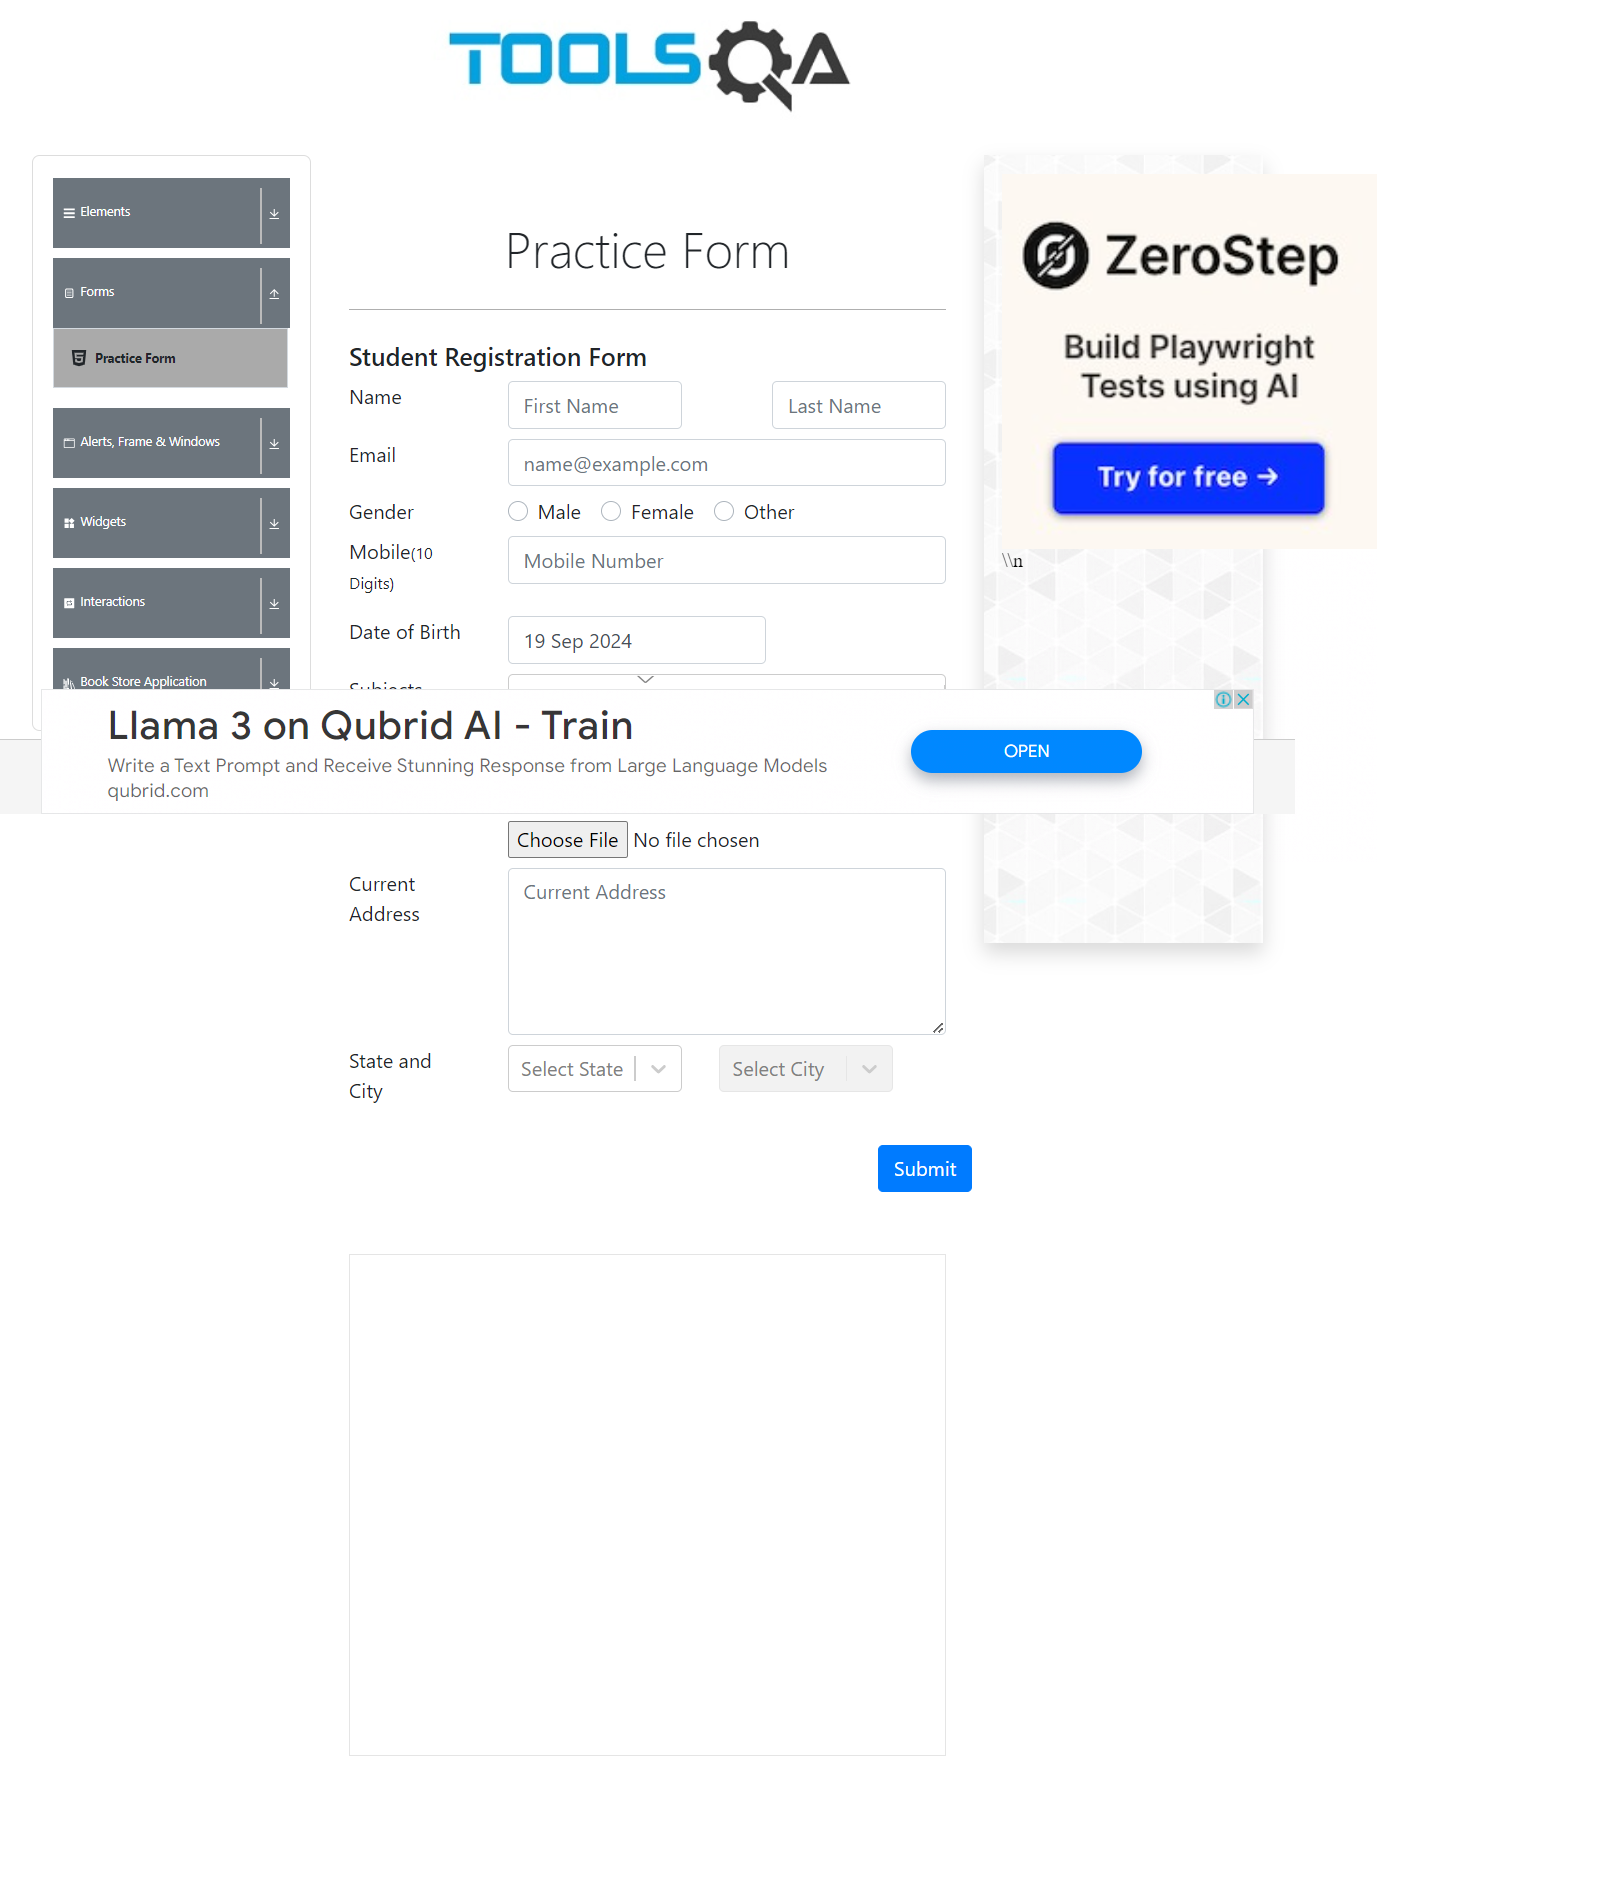 TOOLSQA
Elements
Forms
Practice Form
Alerts, Frame & Windows
Widgets
Interactions
Book Store Application
Practice Form
Student Registration Form
Name
First Name
Last Name
Email
name@example.com
Gender
Male
Female
Other
Mobile(10
Digits)
Mobile Number
Date of Birth
19 Sep 2024
Subjects
ZeroStep
Build Playwright
Tests using AI
Try for free →
\\n
Llama 3 on Qubrid AI - Train
Write a Text Prompt and Receive Stunning Response from Large Language Models
qubrid.com
OPEN
Choose File No file chosen
Current
Address
Current Address
State and
City
Select State
Select City
Submit